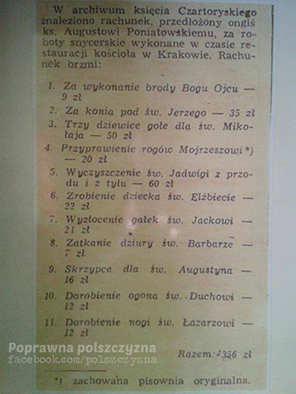 W archiwum księcia Czartoryskiego
znaleziono rachunek, przedłożony ongiś
ks. Augustowi Poniatowskiemu, za ro-
boty snycerskie wykonane w czasie re-
stauracji kościoła w Krakowie. Rachu-
nek brzmi:
1. Za wykonanie brody Bogu Ojcu —
9 zł
2. Za konia pod św. Jerzego — 35 zł
3. Trzy dziewice gołe dla św. Miko-
łaja — 50 zł
4. Przyprawienie rogów Mojrzeszowi*)
— 20 zł
5. Wyczyszczenie św. Jadwigi z przo-
du i z tyłu — 60 zł
6. Zrobienie dziecka św. Elżbiecie —
22 zł
7. Wyzłocenie gałek św. Jackowi —
21 zł
8. Zatkanie dziury św. Barbarze —
7 zł
9. Skrzypce dla św. Augustyna —
16 zł
10. Dorobienie ogona św. Duchowi —
12 zł
11. Dorobienie nogi św. Łazarzowi —
12 zł
Razem: 356 zł
Poprawna polszczyzna
facebook.com/polszczyzna
*) zachowana pisownia oryginalna.